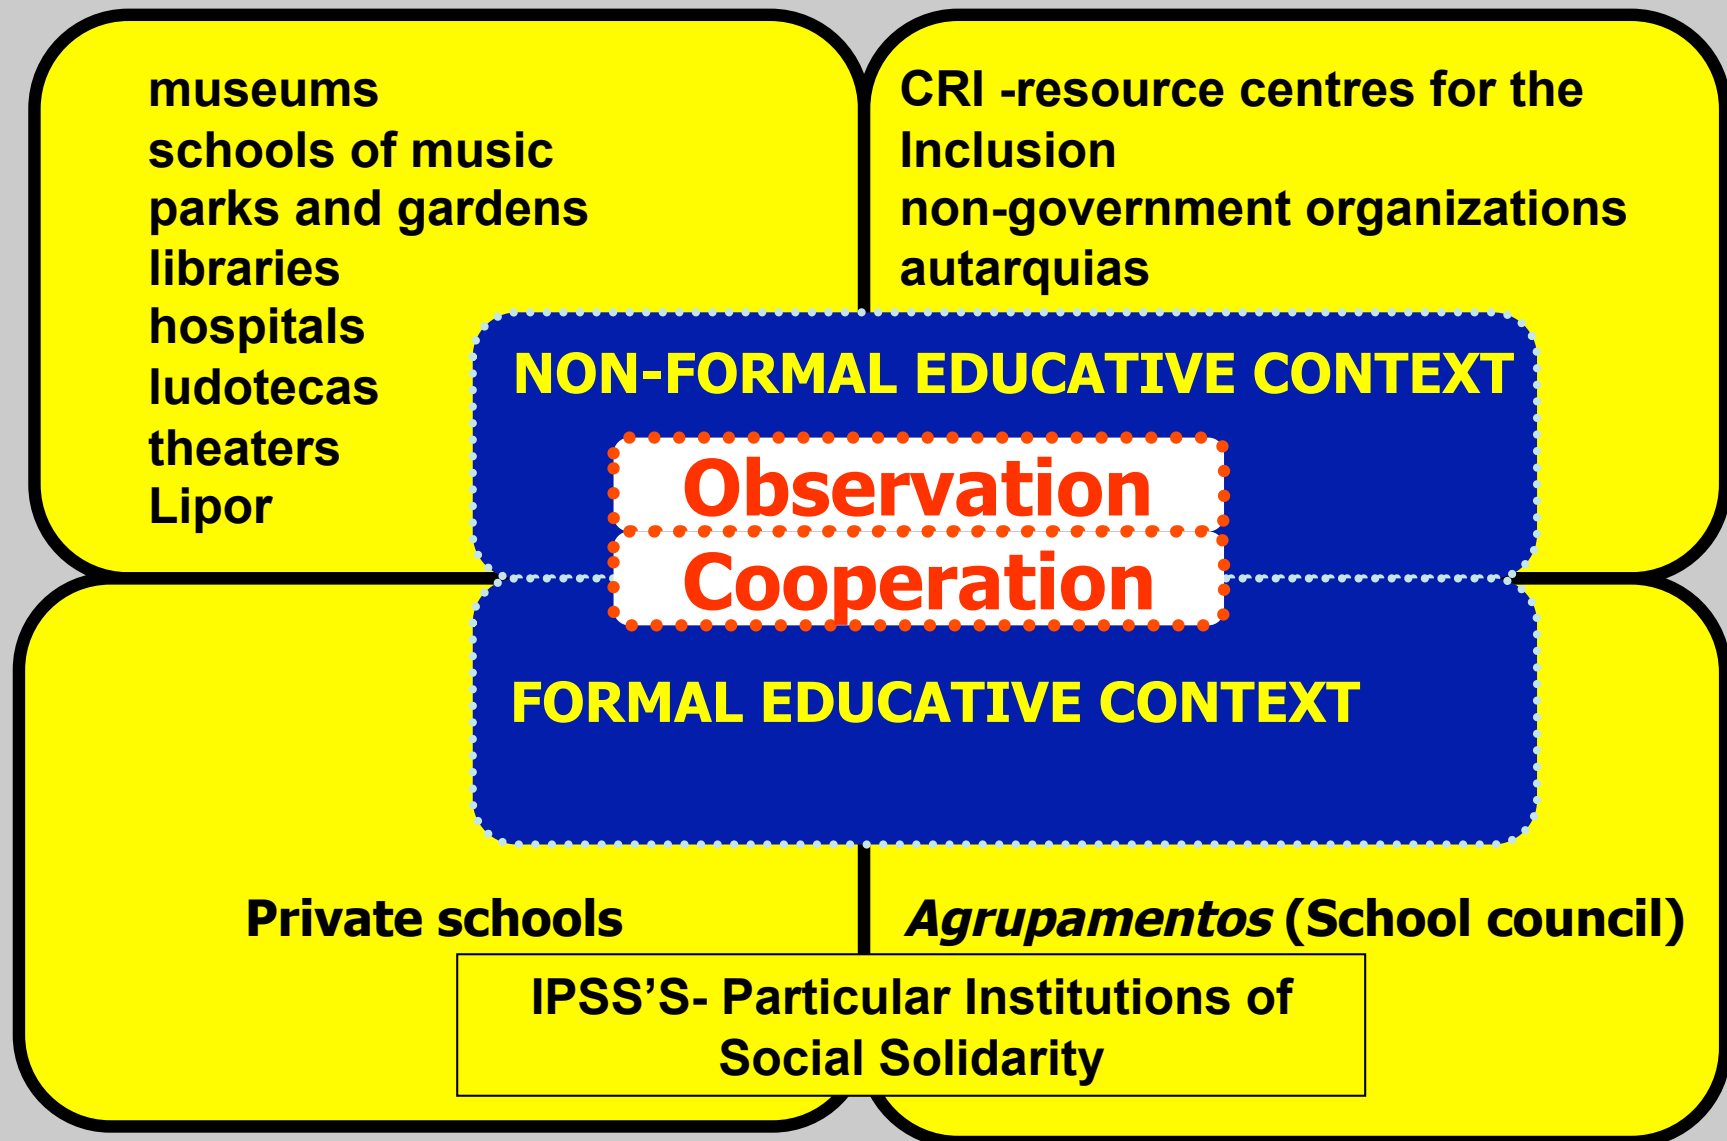 museums
schools of music
parks and gardens
libraries
hospitals
ludotecas
theaters
Lipor
CRI -resource centres for the
Inclusion
non-government organizations
autarquias
NON-FORMAL EDUCATIVE CONTEXT
Observation
Cooperation
FORMAL EDUCATIVE CONTEXT
Private schools
Agrupamentos (School council)
IPSS’S- Particular Institutions of
Social Solidarity